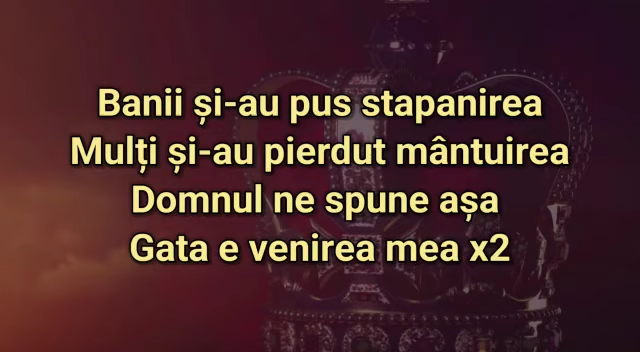 Banii și-au pus stapanirea
Mulți și-au pierdut mântuirea
Domnul ne spune așa
Gata e venirea mea x2